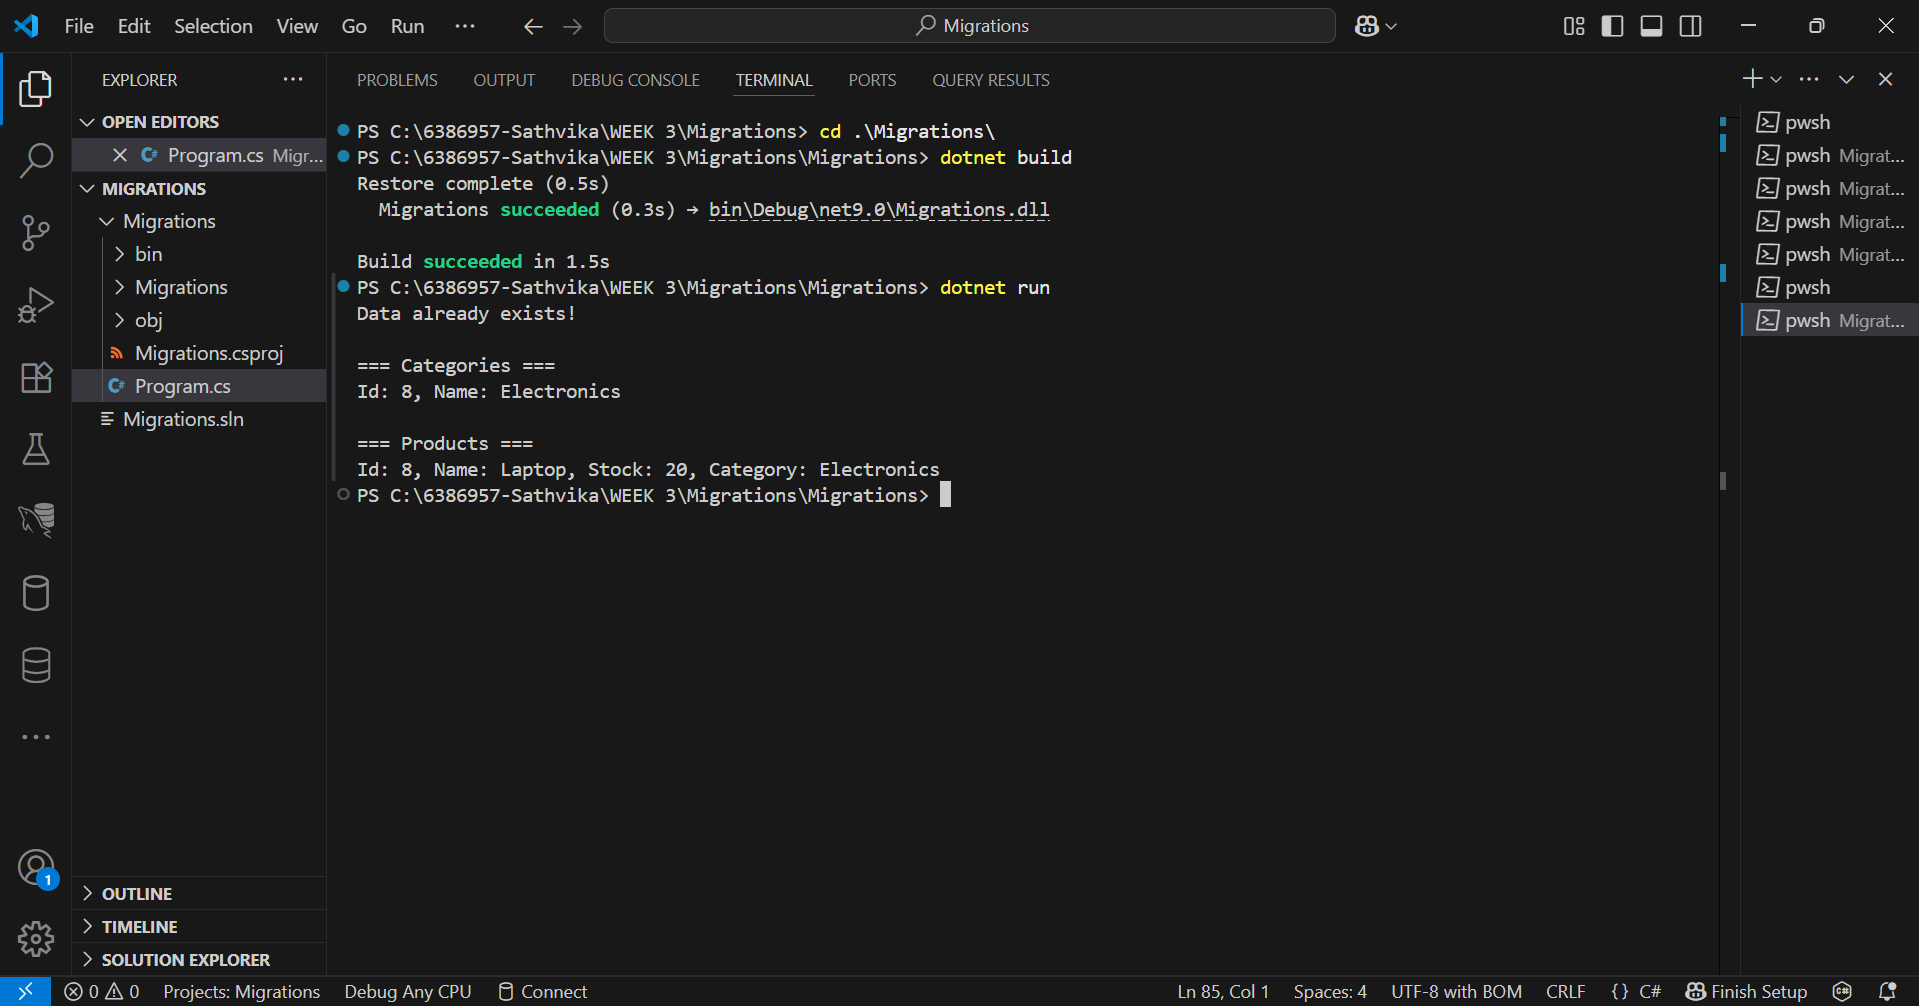 File Edit Selection View Go Run ··· Migrations
EXPLORER ···
OPEN EDITORS
Program.cs Migr...
MIGRATIONS
Migrations
bin
Migrations
obj
Migrations.csproj
Program.cs
Migrations.sln
OUTLINE
TIMELINE
SOLUTION EXPLORER
PROBLEMS OUTPUT DEBUG CONSOLE TERMINAL PORTS QUERY RESULTS
PS C:\6386957-Sathvika\WEEK 3\Migrations> cd .\Migrations\
PS C:\6386957-Sathvika\WEEK 3\Migrations\Migrations> dotnet build
Restore complete (0.5s)
Migrations succeeded (0.3s) → bin\Debug\net9.0\Migrations.dll
Build succeeded in 1.5s
PS C:\6386957-Sathvika\WEEK 3\Migrations\Migrations> dotnet run
Data already exists!
=== Categories ===
Id: 8, Name: Electronics
=== Products ===
Id: 8, Name: Laptop, Stock: 20, Category: Electronics
PS C:\6386957-Sathvika\WEEK 3\Migrations\Migrations>
pwsh
pwsh Migrat...
pwsh Migrat...
pwsh Migrat...
pwsh Migrat...
pwsh
pwsh Migrat...
1
0 0 Projects: Migrations Debug Any CPU Connect Ln 85, Col 1 Spaces: 4 UTF-8 with BOM CRLF {} C# Finish Setup